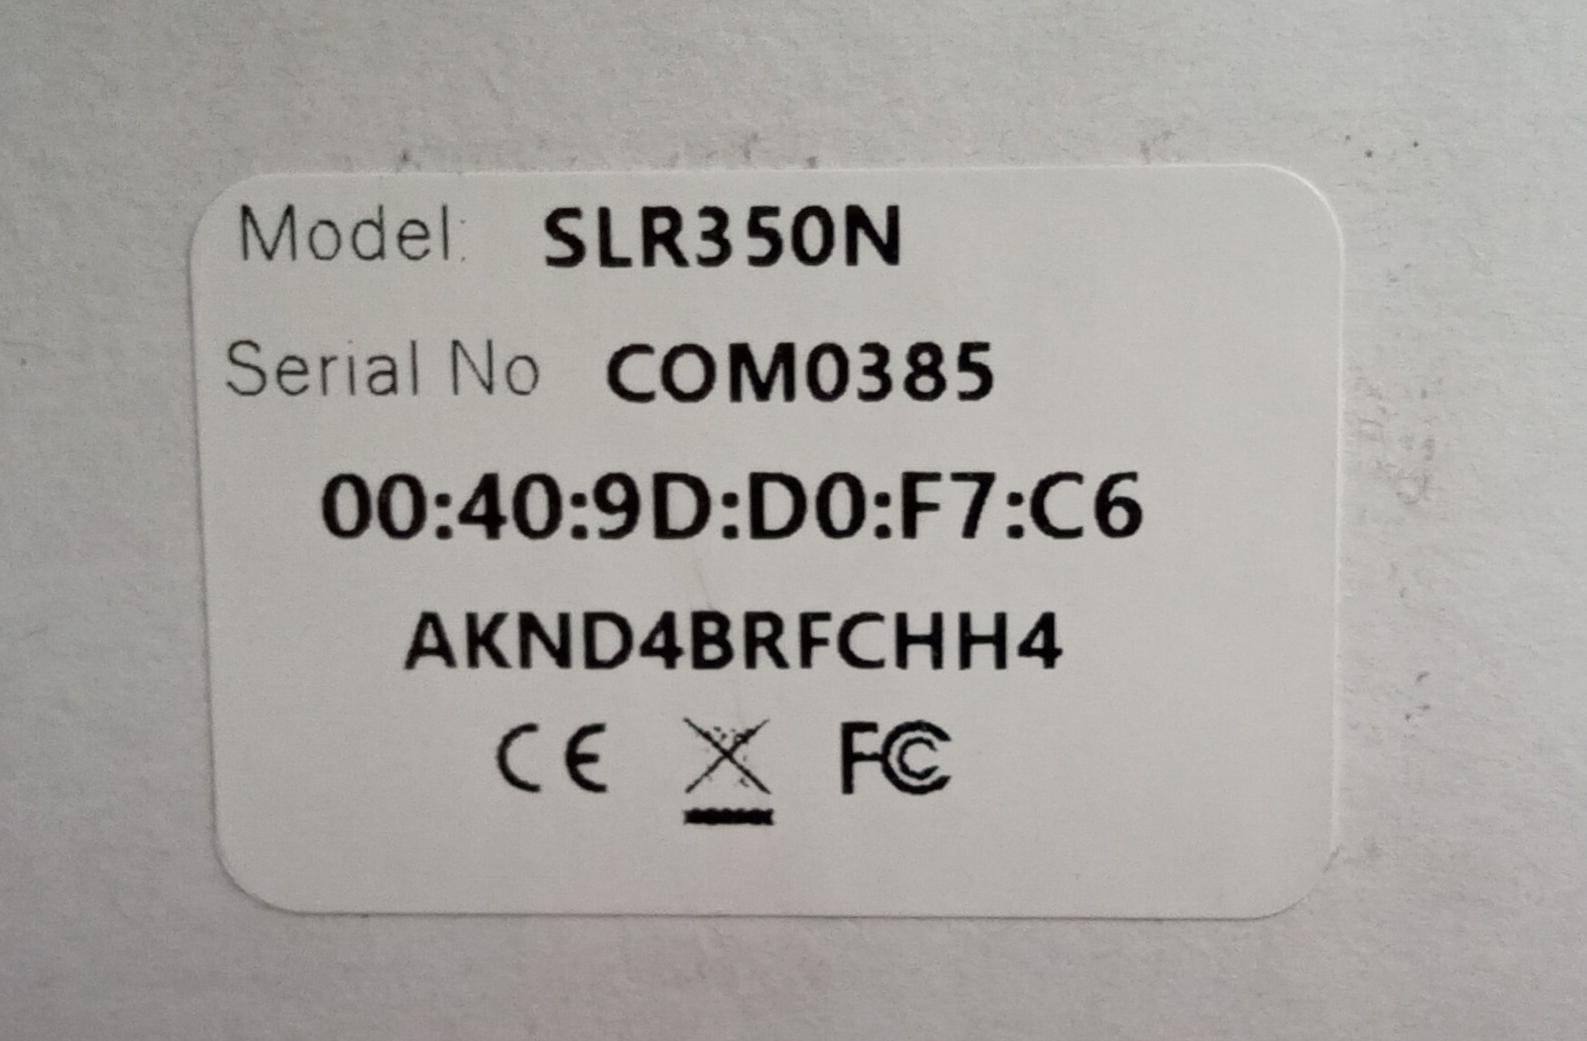 Model: SLR350N
Serial No COM0385
00:40:9D:D0:F7:C6
AKND4BRFCHH4
CE FC